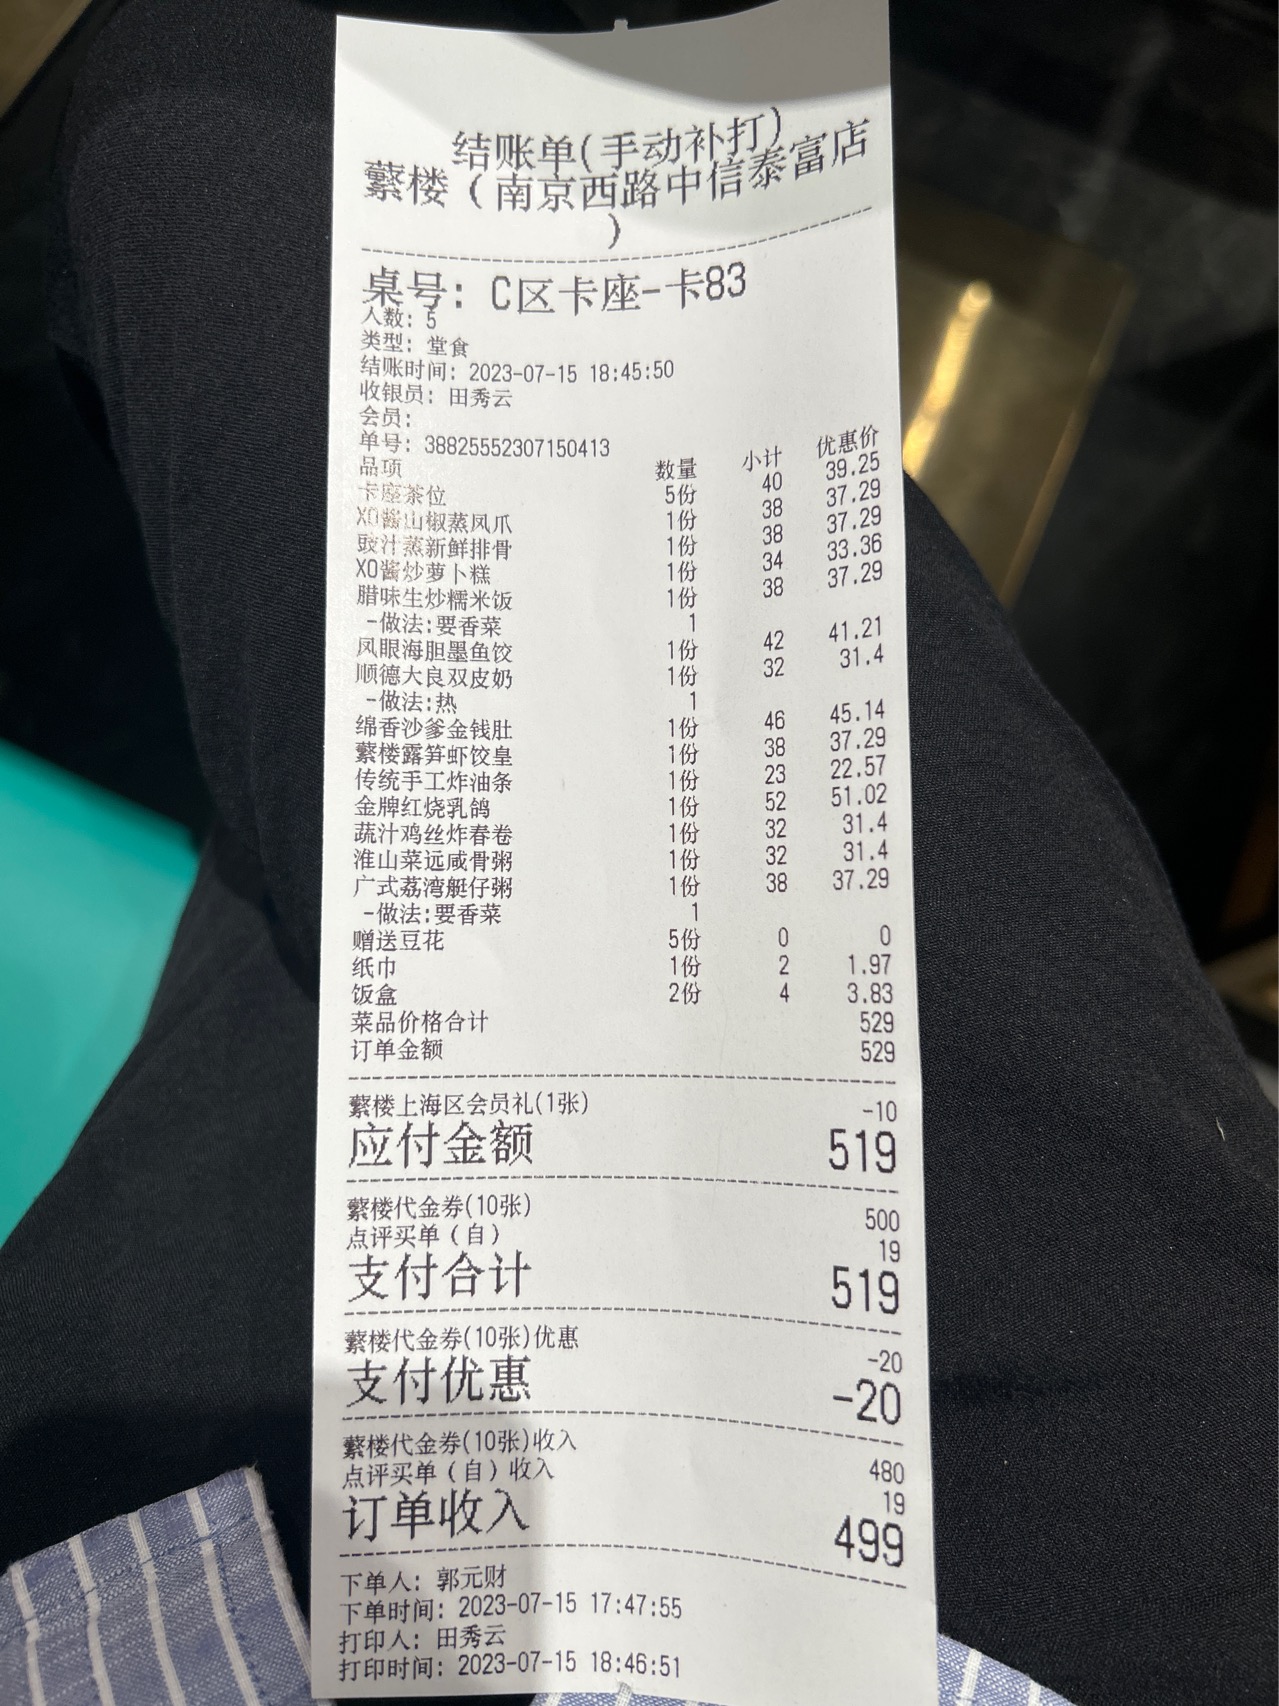 结账单(手动补打)
蘩楼（南京西路中信泰富店
）
桌号: C区卡座-卡83
人数: 5
类型: 堂食
结账时间: 2023-07-15 18:45:50
收银员: 田秀云
会员:
单号: 38825552307150413
品项 数量 小计 优惠价
卡座茶位 5份 40 39.25
XO酱山椒蒸凤爪 1份 38 37.29
豉汁蒸新鲜排骨 1份 38 37.29
XO酱炒萝卜糕 1份 34 33.36
腊味生炒糯米饭 1份 38 37.29
-做法:要香菜 1
凤眼海胆墨鱼饺 1份 42 41.21
顺德大良双皮奶 1份 32 31.4
-做法:热 1
绵香沙爹金钱肚 1份 46 45.14
蘩楼露笋虾饺皇 1份 38 37.29
传统手工炸油条 1份 23 22.57
金牌红烧乳鸽 1份 52 51.02
蔬汁鸡丝炸春卷 1份 32 31.4
淮山菜远咸骨粥 1份 32 31.4
广式荔湾艇仔粥 1份 38 37.29
-做法:要香菜 1
赠送豆花 5份 0 0
纸巾 1份 2 1.97
饭盒 2份 4 3.83
菜品价格合计 529
订单金额 529
蘩楼上海区会员礼(1张) -10
应付金额 519
蘩楼代金券(10张) 500
点评买单（自） 19
支付合计 519
蘩楼代金券(10张)优惠 -20
支付优惠 -20
蘩楼代金券(10张)收入 480
点评买单（自）收入 19
订单收入 499
下单人: 郭元财
下单时间: 2023-07-15 17:47:55
打印人: 田秀云
打印时间: 2023-07-15 18:46:51